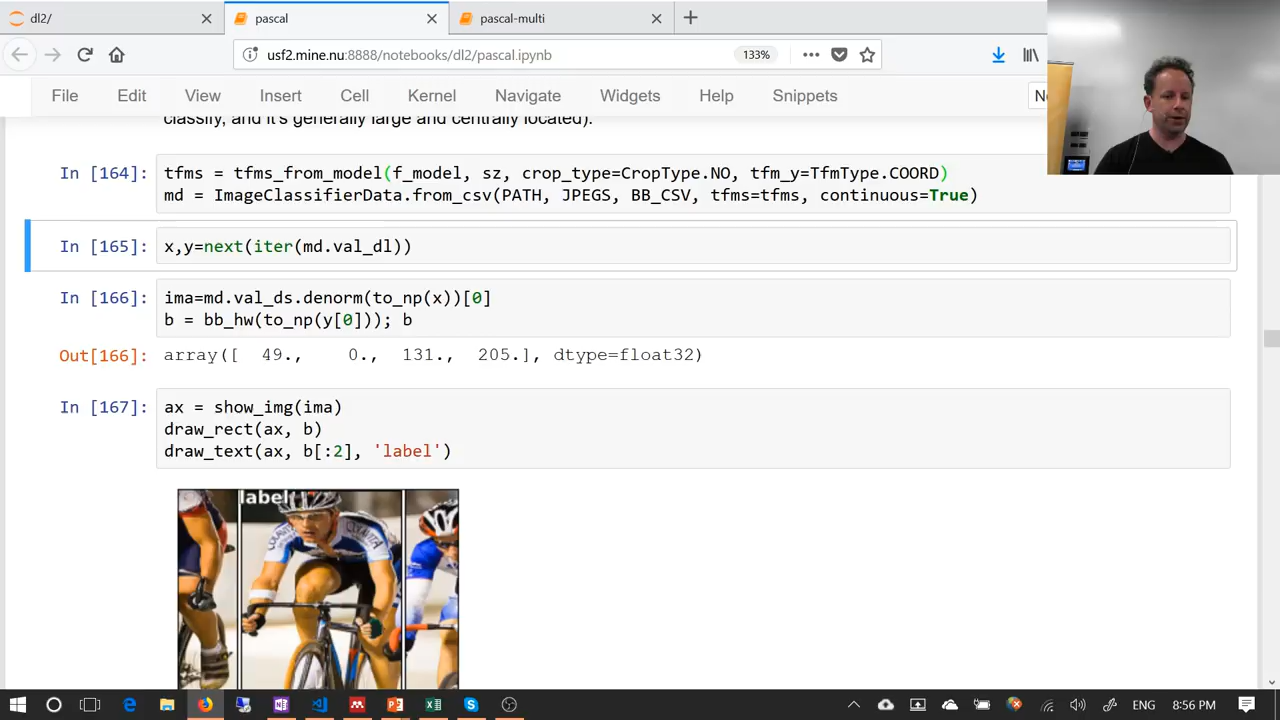 dl2/
pascal
pascal-multi
usf2.mine.nu:8888/notebooks/dl2/pascal.ipynb
133%
File Edit View Insert Cell Kernel Navigate Widgets Help Snippets
classify, and it's generally large and centrally located).
In [164]: tfms = tfms_from_model(f_model, sz, crop_type=CropType.NO, tfm_y=TfmType.COORD)
md = ImageClassifierData.from_csv(PATH, JPEGS, BB_CSV, tfms=tfms, continuous=True)
In [165]: x,y=next(iter(md.val_dl))
In [166]: ima=md.val_ds.denorm(to_np(x))[0]
b = bb_hw(to_np(y[0])); b
Out[166]: array([ 49., 0., 131., 205.], dtype=float32)
In [167]: ax = show_img(ima)
draw_rect(ax, b)
draw_text(ax, b[:2], 'label')
label
ENG 8:56 PM